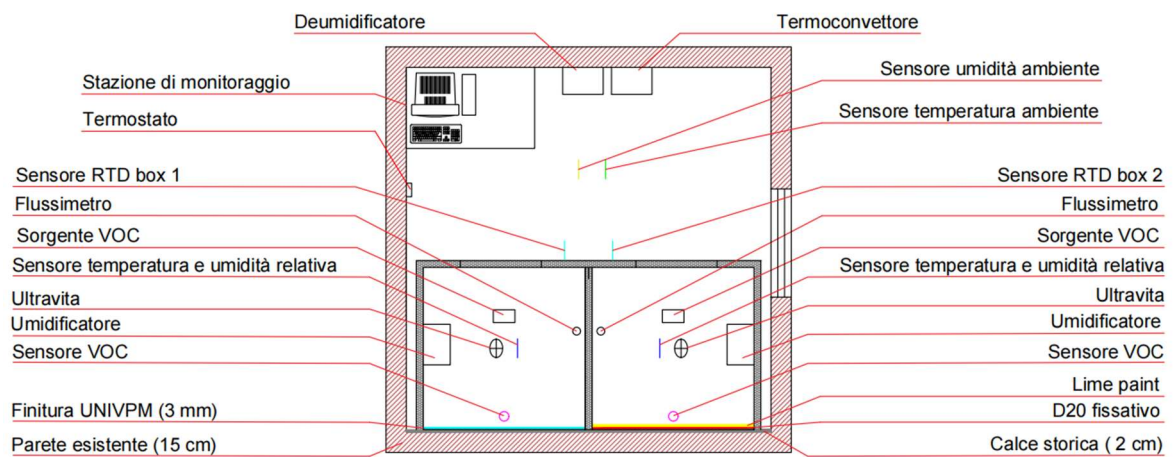 Deumidificatore
Termoconvettore
Stazione di monitoraggio
Sensore umidità ambiente
Termostato
Sensore temperatura ambiente
Sensore RTD box 1
Sensore RTD box 2
Flussimetro
Flussimetro
Sorgente VOC
Sorgente VOC
Sensore temperatura e umidità relativa
Sensore temperatura e umidità relativa
Ultravita
Ultravita
Umidificatore
Umidificatore
Sensore VOC
Sensore VOC
Lime paint
Finitura UNIVPM (3 mm)
D20 fissativo
Parete esistente (15 cm)
Calce storica ( 2 cm)